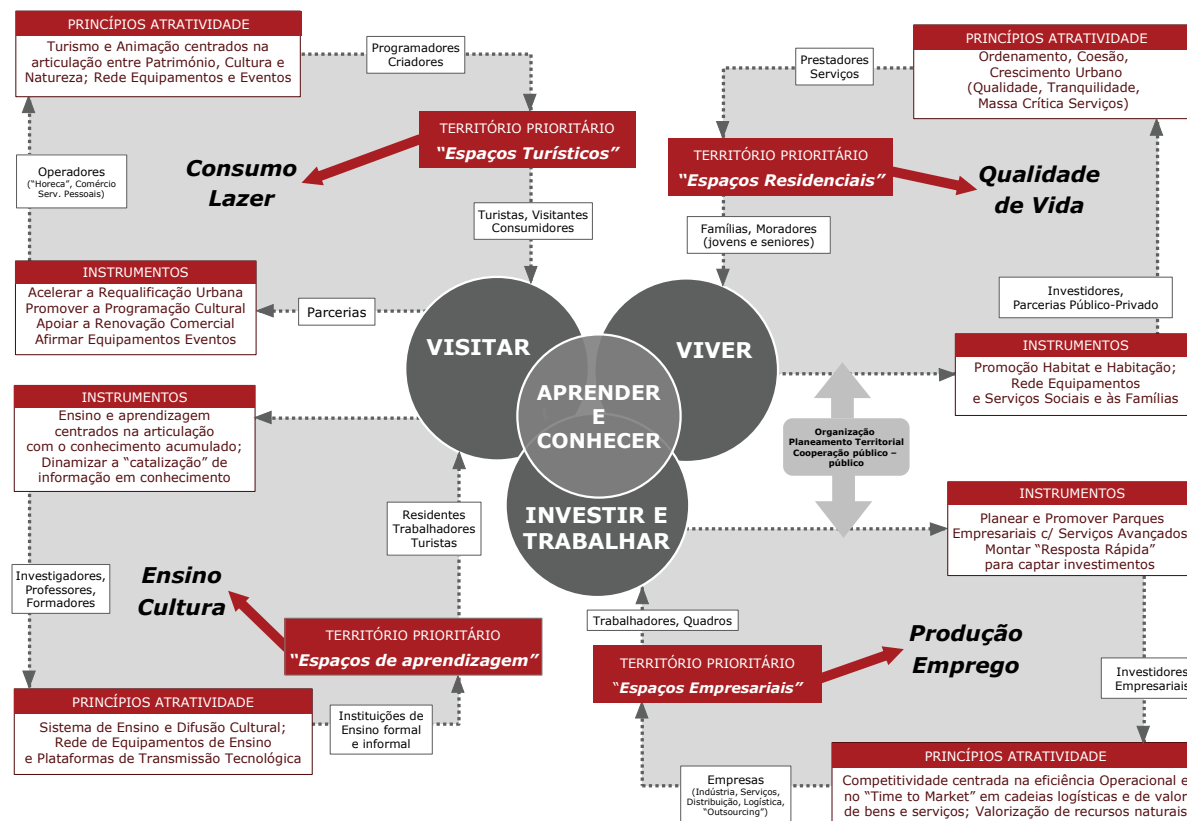 PRINCÍPIOS ATRATIVIDADE
Turismo e Animação centrados na
articulação entre Património, Cultura e
Natureza; Rede Equipamentos e Eventos
Programadores
Criadores
TERRITÓRIO PRIORITÁRIO
“Espaços Turísticos”
Consumo
Lazer
Operadores
(“Horeca”, Comércio
Serv. Pessoais)
Turistas, Visitantes
Consumidores
INSTRUMENTOS
Acelerar a Requalificação Urbana
Promover a Programação Cultural
Apoiar a Renovação Comercial
Afirmar Equipamentos Eventos
Parcerias
PRINCÍPIOS ATRATIVIDADE
Ordenamento, Coesão,
Crescimento Urbano
(Qualidade, Tranquilidade,
Massa Crítica Serviços)
Prestadores
Serviços
TERRITÓRIO PRIORITÁRIO
“Espaços Residenciais”
Qualidade
de Vida
Famílias, Moradores
(jovens e seniores)
Investidores,
Parcerias Público-Privado
INSTRUMENTOS
Promoção Habitat e Habitação;
Rede Equipamentos
e Serviços Sociais e às Famílias
VISITAR
VIVER
APRENDER
E
CONHECER
INVESTIR E
TRABALHAR
Organização
Planeamento Territorial
Cooperação público –
público
INSTRUMENTOS
Ensino e aprendizagem
centrados na articulação
com o conhecimento acumulado;
Dinamizar a “catalização” de
informação em conhecimento
Residentes
Trabalhadores
Turistas
Investigadores,
Professores,
Formadores
Ensino
Cultura
TERRITÓRIO PRIORITÁRIO
“Espaços de aprendizagem”
PRINCÍPIOS ATRATIVIDADE
Sistema de Ensino e Difusão Cultural;
Rede de Equipamentos de Ensino
e Plataformas de Transmissão Tecnológica
Instituições de
Ensino formal
e informal
INSTRUMENTOS
Planear e Promover Parques
Empresariais c/ Serviços Avançados
Montar “Resposta Rápida”
para captar investimentos
Trabalhadores, Quadros
TERRITÓRIO PRIORITÁRIO
“Espaços Empresariais”
Produção
Emprego
Investidores
Empresariais
Empresas
(Indústria, Serviços,
Distribuição, Logística,
“Outsourcing”)
PRINCÍPIOS ATRATIVIDADE
Competitividade centrada na eficiência Operacional e
no “Time to Market” em cadeias logísticas e de valor
de bens e serviços; Valorização de recursos naturais